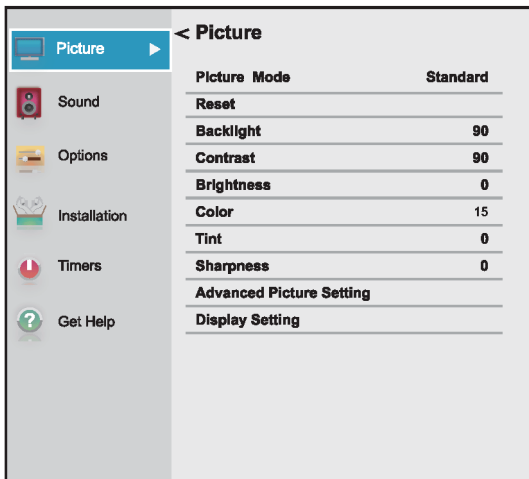 Picture
Sound
Options
Installation
Timers
Get Help
< Picture
Picture Mode Standard
Reset
Backlight 90
Contrast 90
Brightness 0
Color 15
Tint 0
Sharpness 0
Advanced Picture Setting
Display Setting